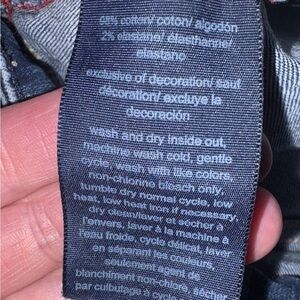 98% cotton/ coton/ algodón
2% elastane/ élasthanne/
elastano
exclusive of decoration/ sauf
décoration/ excluye la
decoración
wash and dry inside out,
machine wash cold, gentle
cycle, wash with like colors,
non-chlorine bleach only,
tumble dry normal cycle, low
heat, low heat iron if necessary,
dry clean/laver et sécher à
l'envers, laver à la machine à
l'eau froide, cycle délicat, laver
en séparant les couleurs,
seulement agent de
blanchiment non-chloré, sécher
par culbutage à